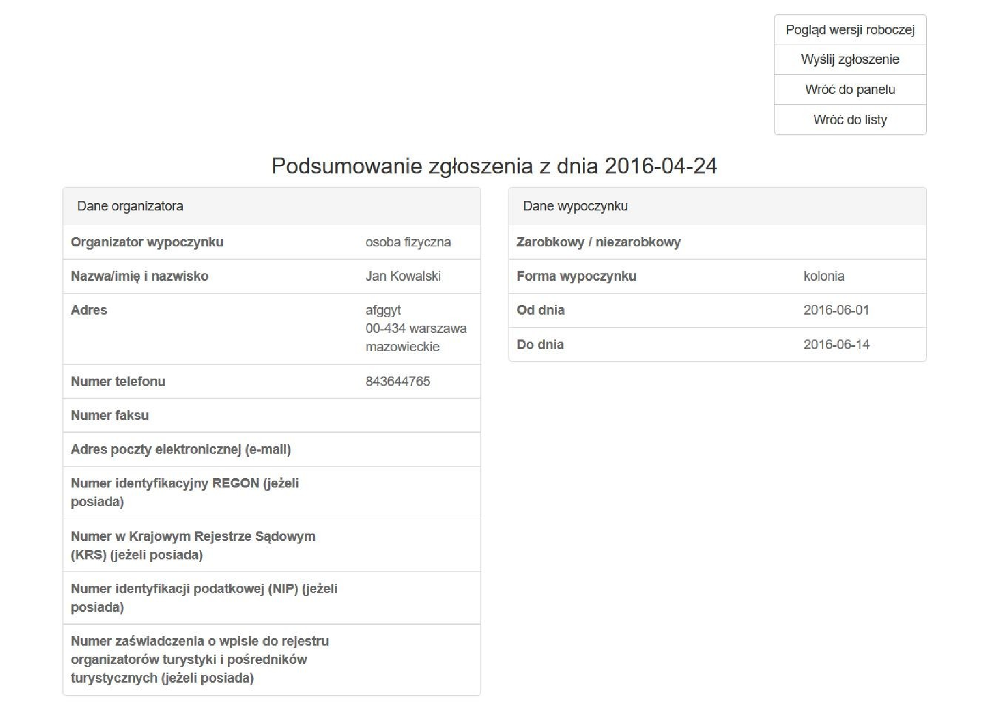 Pogląd wersji roboczej
Wyślij zgłoszenie
Wróć do panelu
Wróć do listy
Podsumowanie zgłoszenia z dnia 2016-04-24
Dane organizatora
Organizator wypoczynku osoba fizyczna
Nazwa/imię i nazwisko Jan Kowalski
Adres afggyt
00-434 warszawa
mazowieckie
Numer telefonu 843644765
Numer faksu
Adres poczty elektronicznej (e-mail)
Numer identyfikacyjny REGON (jeżeli
posiada)
Numer w Krajowym Rejestrze Sądowym
(KRS) (jeżeli posiada)
Numer identyfikacji podatkowej (NIP) (jeżeli
posiada)
Numer zaświadczenia o wpisie do rejestru
organizatorów turystyki i pośredników
turystycznych (jeżeli posiada)
Dane wypoczynku
Zarobkowy / niezarobkowy
Forma wypoczynku kolonia
Od dnia 2016-06-01
Do dnia 2016-06-14